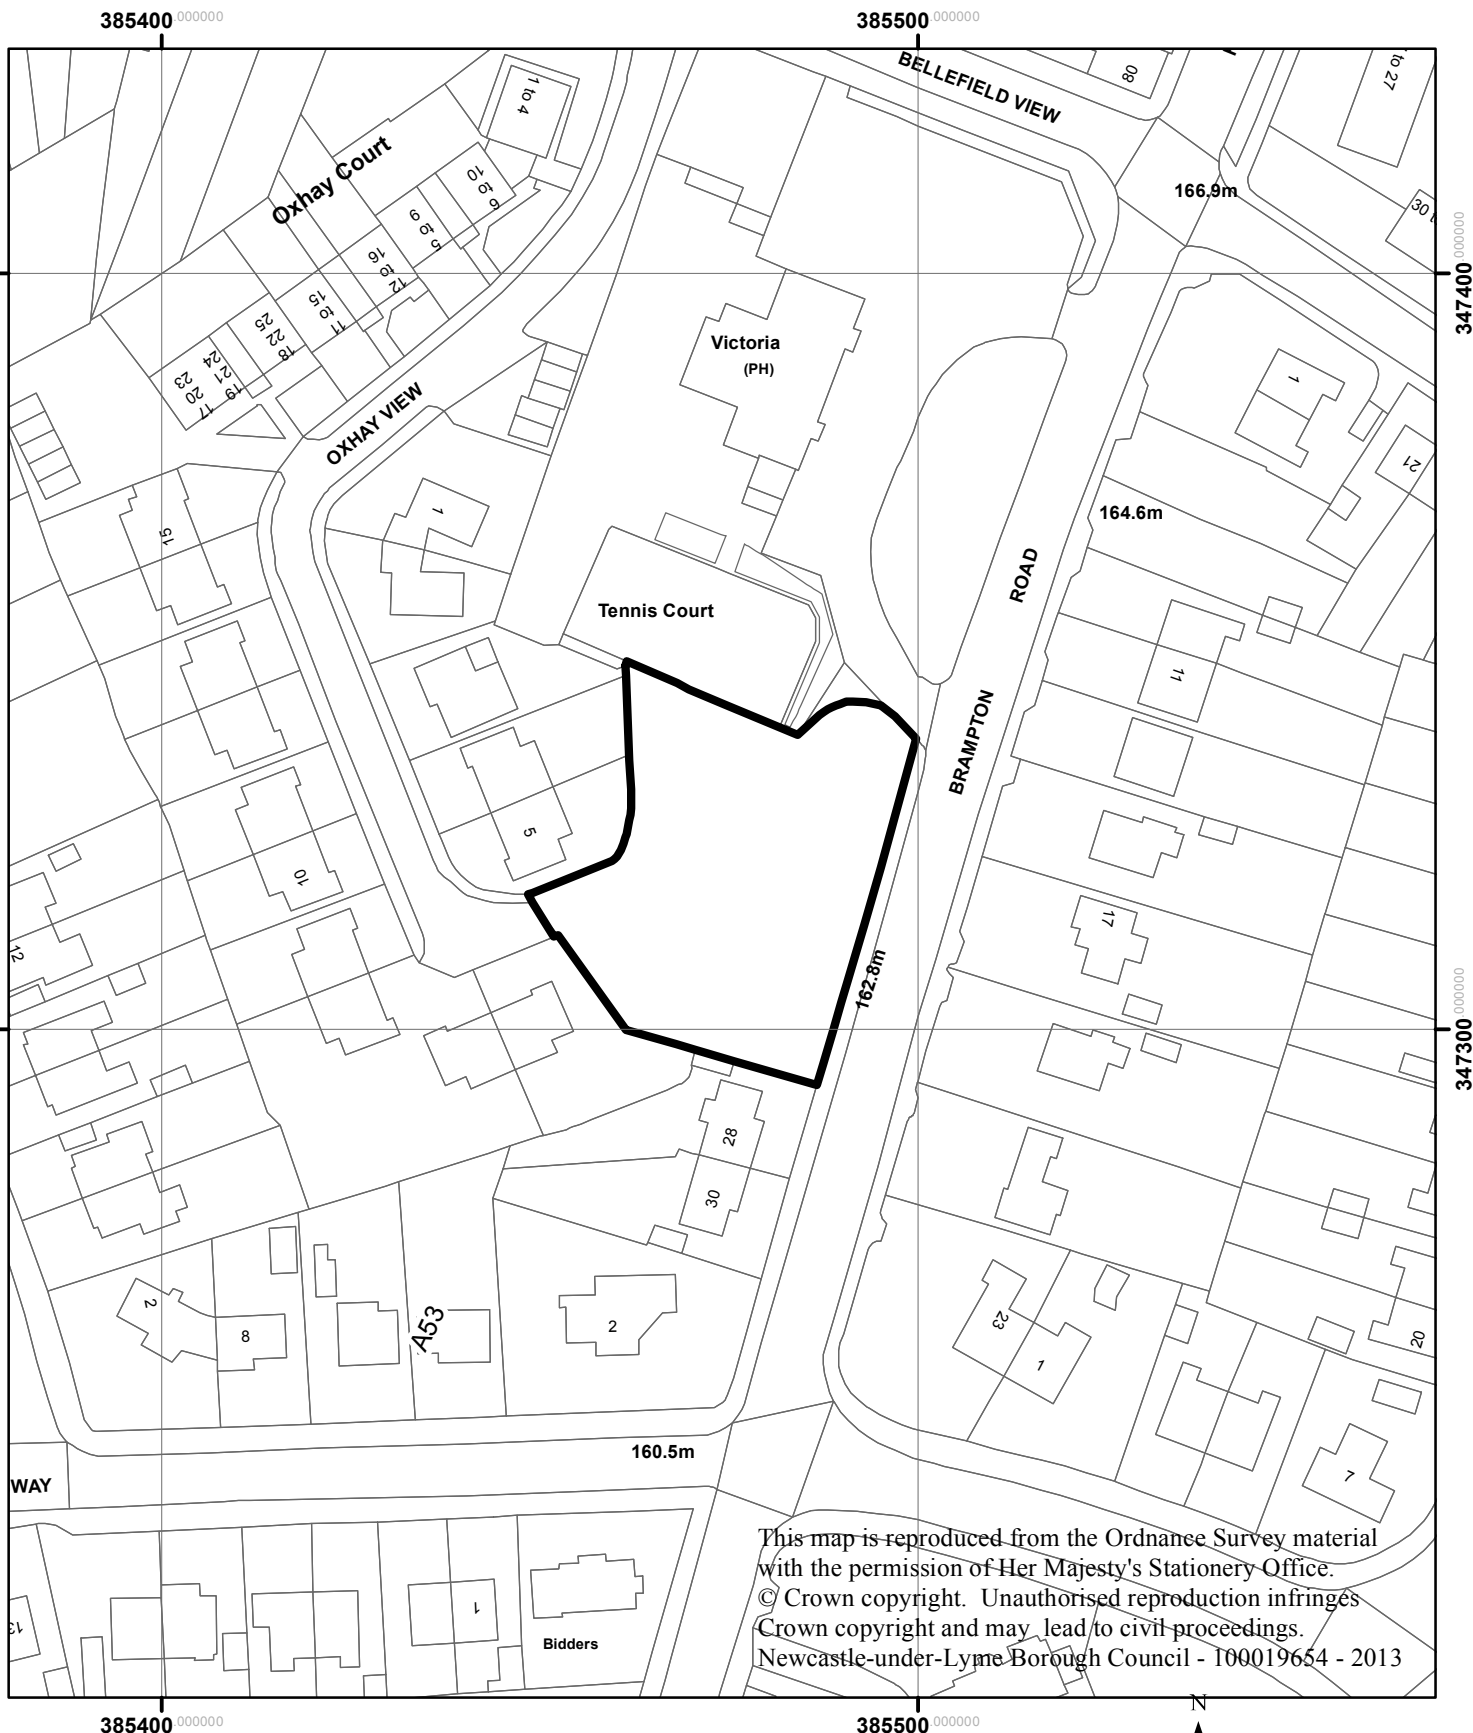 385400.000000
385500.000000
BELLEFIELD VIEW
08
to 27
1 to 4
Oxhay Court
10 to 6
9 to 5
16 to 12
15 to 11
166.9m
30 t
347400.000000
25
22
18
24
21
19
23
20
17
Victoria
(PH)
OXHAY VIEW
1
1
21
15
164.6m
ROAD
Tennis Court
11
BRAMPTON
5
10
17
12
162.8m
347300.000000
28
30
2
8
A53
2
23
1
20
160.5m
WAY
7
13
1
Bidders
This map is reproduced from the Ordnance Survey material
with the permission of Her Majesty's Stationery Office.
© Crown copyright. Unauthorised reproduction infringes
Crown copyright and may lead to civil proceedings.
Newcastle-under-Lyme Borough Council - 100019654 - 2013
385400.000000
385500.000000
N